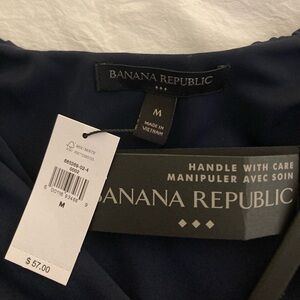 BANANA REPUBLIC
M
MADE IN
VIETNAM
HANDLE WITH CARE
MANIPULER AVEC SOIN
BANANA REPUBLIC
M
$ 57.00